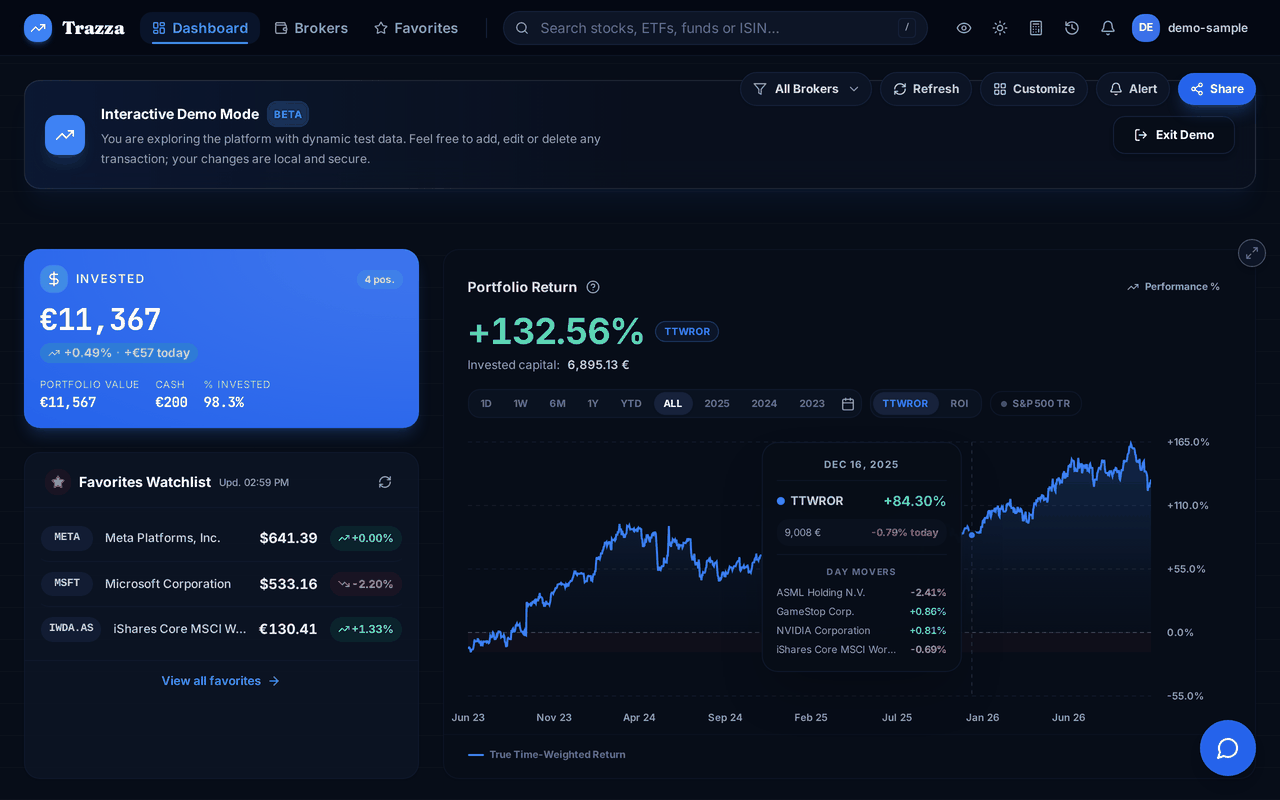 Trazza
Dashboard
Brokers
Favorites
Search stocks, ETFs, funds or ISIN...
/
DE
demo-sample
All Brokers
Refresh
Customize
Alert
Share
Interactive Demo Mode
BETA
You are exploring the platform with dynamic test data. Feel free to add, edit or delete any
transaction; your changes are local and secure.
Exit Demo
INVESTED
4 pos.
€11,367
+0.49% · +€57 today
PORTFOLIO VALUE
CASH
% INVESTED
€11,567
€200
98.3%
Favorites Watchlist
Upd. 02:59 PM
META
Meta Platforms, Inc.
$641.39
+0.00%
MSFT
Microsoft Corporation
$533.16
-2.20%
IWDA.AS
iShares Core MSCI W...
€130.41
+1.33%
View all favorites
Portfolio Return
Performance %
+132.56%
TTWROR
Invested capital: 6,895.13 €
1D
1W
6M
1Y
YTD
ALL
2025
2024
2023
TTWROR
ROI
S&P 500 TR
DEC 16, 2025
TTWROR
+84.30%
9,008 €
-0.79% today
DAY MOVERS
ASML Holding N.V.
-2.41%
GameStop Corp.
+0.86%
NVIDIA Corporation
+0.81%
iShares Core MSCI Wor...
-0.69%
+165.0%
+110.0%
+55.0%
0.0%
-55.0%
Jun 23
Nov 23
Apr 24
Sep 24
Feb 25
Jul 25
Jan 26
Jun 26
True Time-Weighted Return